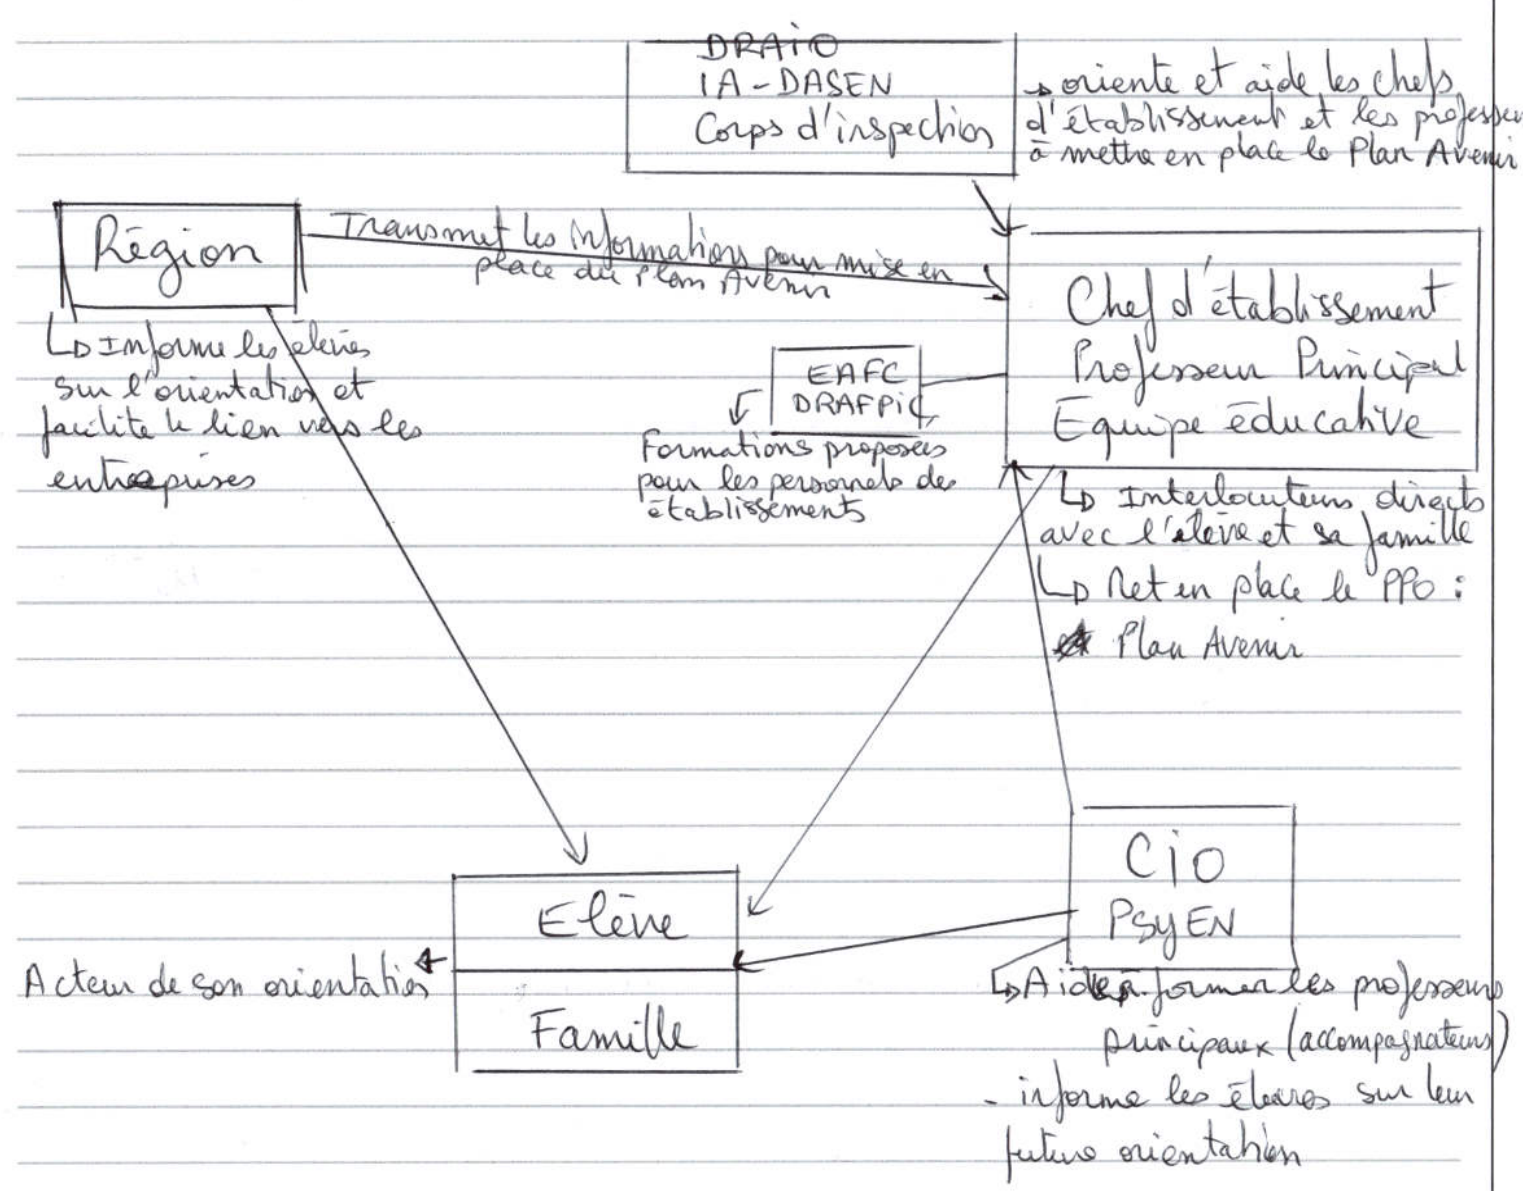 DRAIO
IA-DASEN
Corps d'inspection
→ oriente et aide les chefs
d'établissement et les professeu
à mettre en place le Plan Avenir
Région
Transmet les informations pour mise en
place du Plan Avenir
↳ Informe les élèves
sur l'orientation et
facilite le lien vers les
entreprises
Chef d'établissement
Professeur Principal
Equipe éducative
EAFC
DRAFPIC
Formations proposées
pour les personnels des
établissements
↳ Interlocuteurs directs
avec l'élève et sa famille
↳ Met en place le PPO :
Plan Avenir
CIO
PSYEN
Elève
Famille
Acteur de son orientation
↳ Aide à former les professeurs
principaux (accompagnateurs)
- informe les élèves sur leur
future orientation